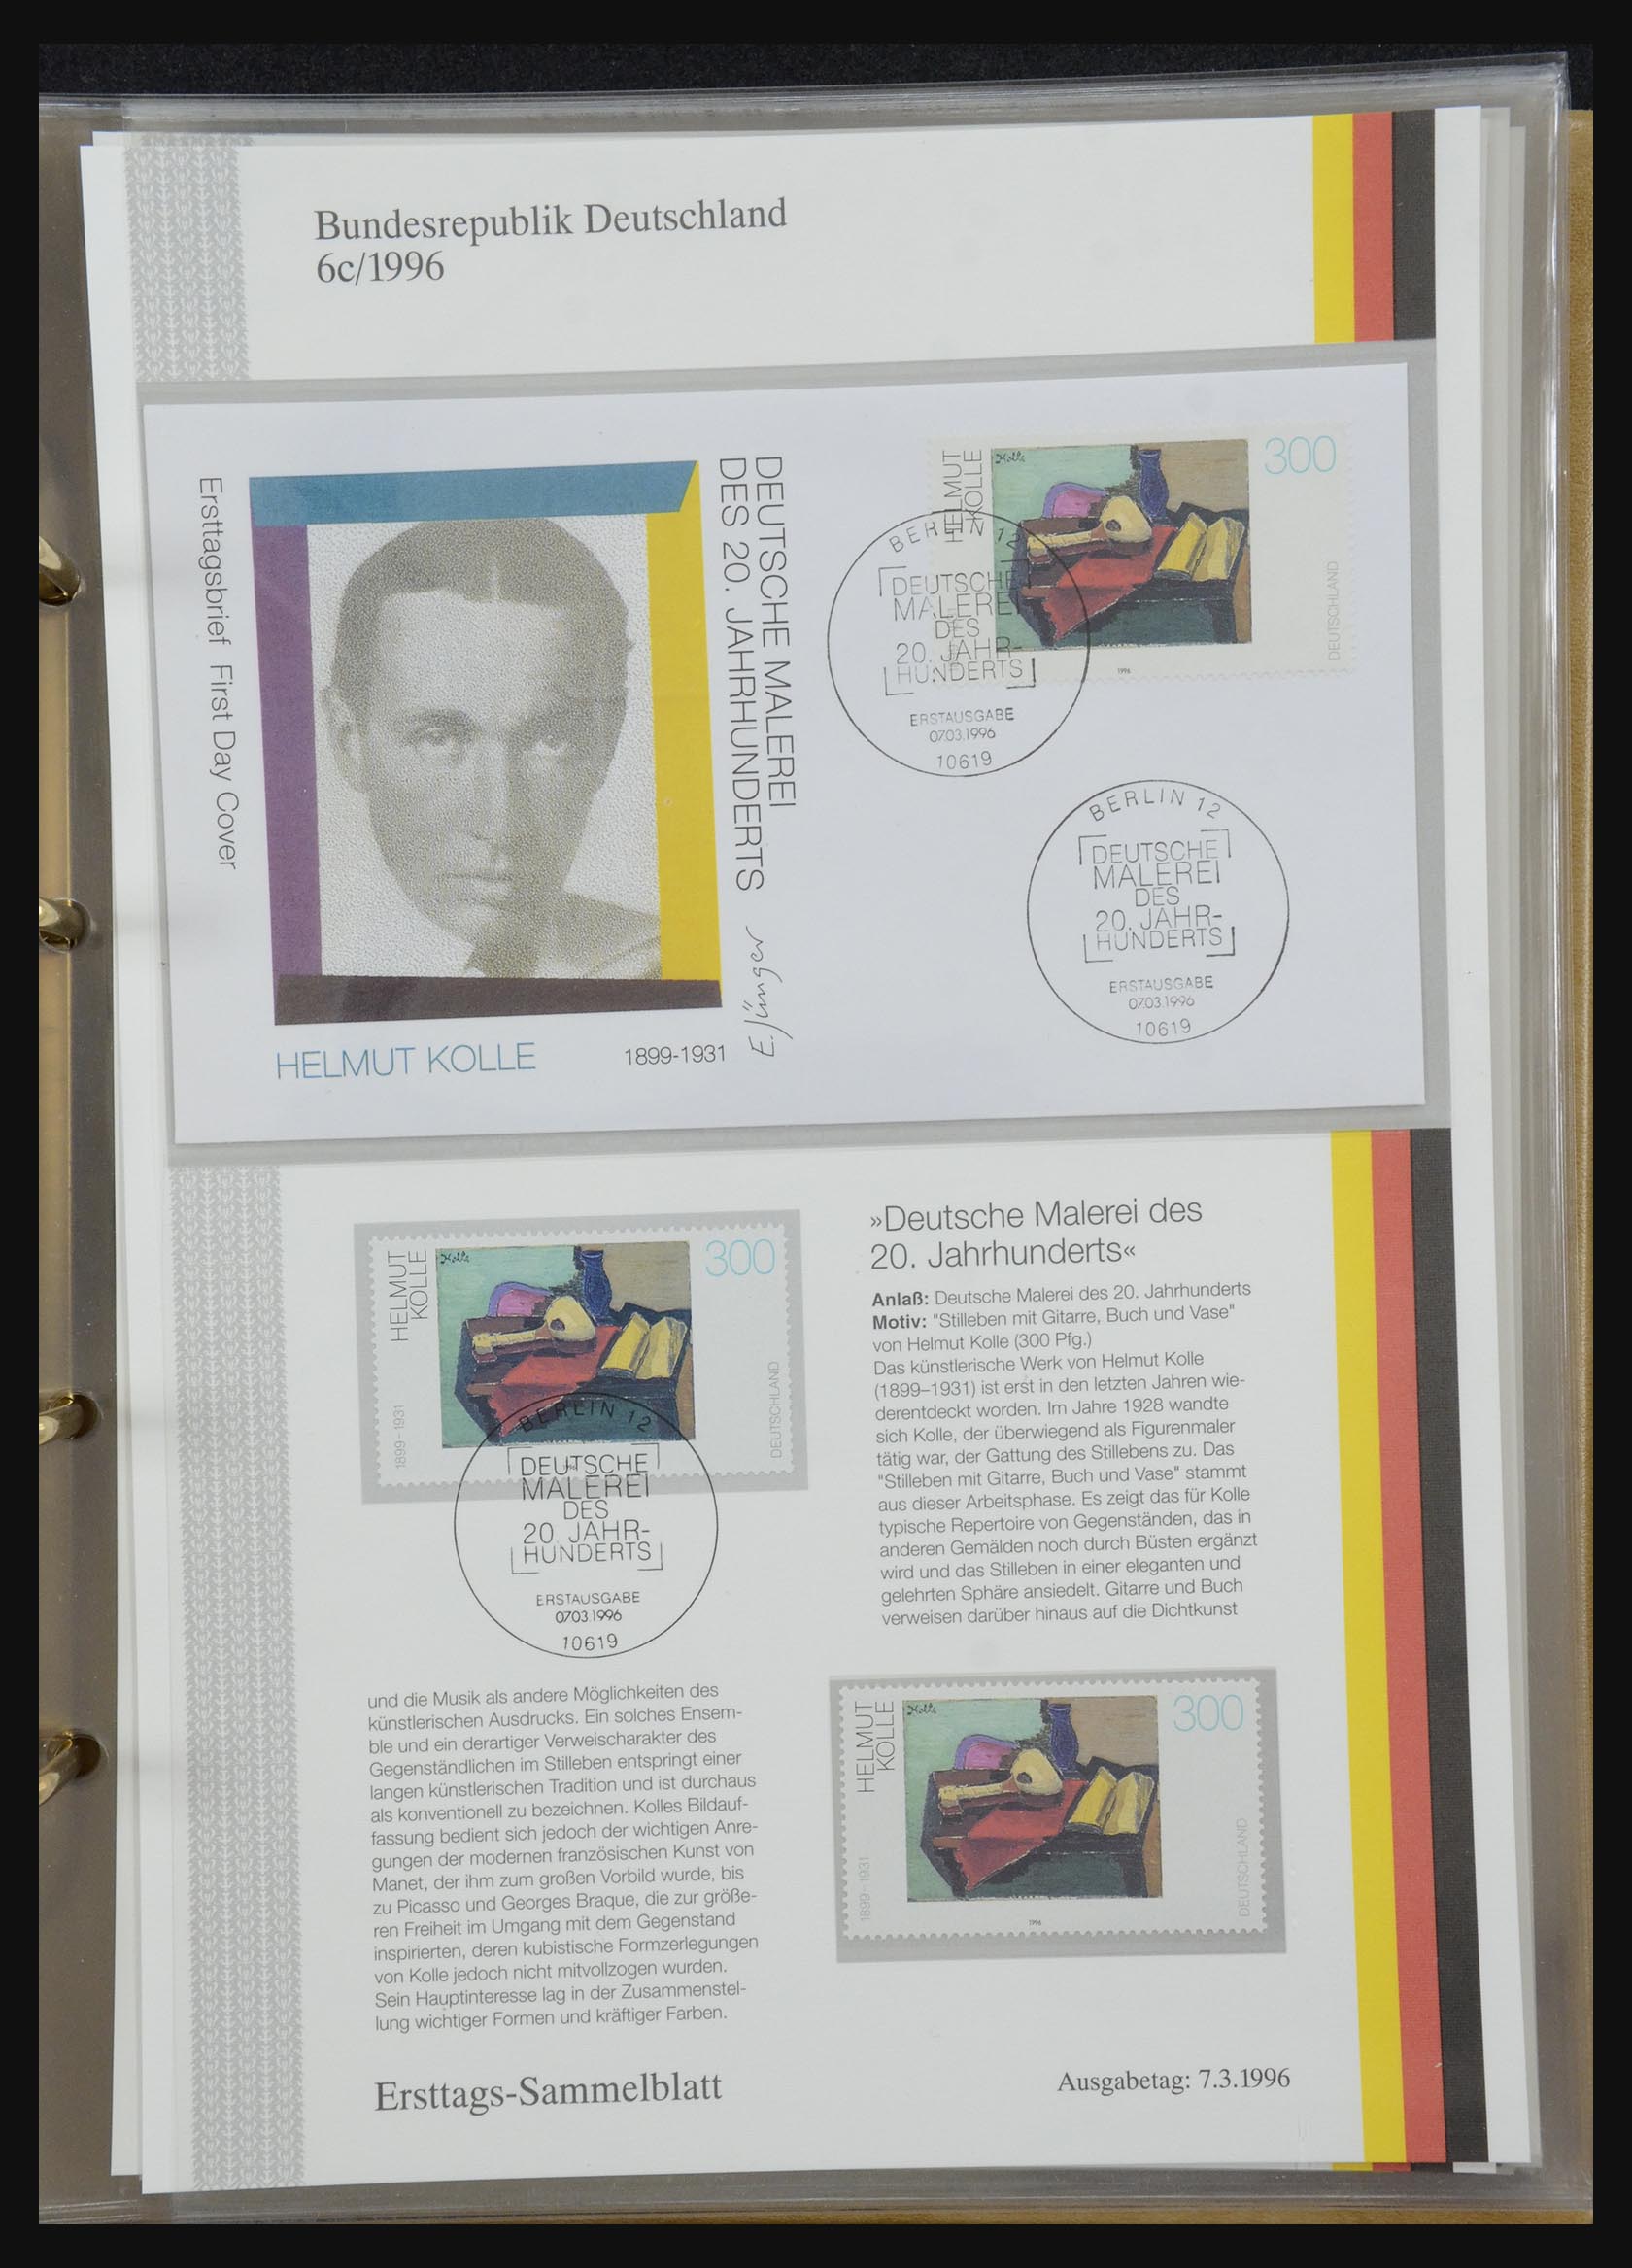 Bundesrepublik Deutschland
6c/1996
Ersttagsbrief First Day Cover
DEUTSCHE MALEREI
DES 20. JAHRHUNDERTS
E. Jünger
HELMUT KOLLE
1899-1931
HELMUT
KOLLE
Kolle
300
DEUTSCHLAND
1996
BERLIN 12
DEUTSCHE
MALEREI
DES
20. JAHR-
HUNDERTS
ERSTAUSGABE
07.03.1996
10619
BERLIN 12
DEUTSCHE
MALEREI
DES
20. JAHR-
HUNDERTS
ERSTAUSGABE
07.03.1996
10619
HELMUT
KOLLE
1899-1931
Kolle
300
DEUTSCHLAND
BERLIN 12
DEUTSCHE
MALEREI
DES
20. JAHR-
HUNDERTS
ERSTAUSGABE
07.03.1996
10619
»Deutsche Malerei des
20. Jahrhunderts«
Anlaß: Deutsche Malerei des 20. Jahrhunderts
Motiv: "Stilleben mit Gitarre, Buch und Vase"
von Helmut Kolle (300 Pfg.)
Das künstlerische Werk von Helmut Kolle
(1899–1931) ist erst in den letzten Jahren wie-
derentdeckt worden. Im Jahre 1928 wandte
sich Kolle, der überwiegend als Figurenmaler
tätig war, der Gattung des Stillebens zu. Das
"Stilleben mit Gitarre, Buch und Vase" stammt
aus dieser Arbeitsphase. Es zeigt das für Kolle
typische Repertoire von Gegenständen, das in
anderen Gemälden noch durch Büsten ergänzt
wird und das Stilleben in einer eleganten und
gelehrten Sphäre ansiedelt. Gitarre und Buch
verweisen darüber hinaus auf die Dichtkunst
und die Musik als andere Möglichkeiten des
künstlerischen Ausdrucks. Ein solches Ensem-
ble und ein derartiger Verweischarakter des
Gegenständlichen im Stilleben entspringt einer
langen künstlerischen Tradition und ist durchaus
als konventionell zu bezeichnen. Kolles Bildauf-
fassung bedient sich jedoch der wichtigen Anre-
gungen der modernen französischen Kunst von
Manet, der ihm zum großen Vorbild wurde, bis
zu Picasso und Georges Braque, die zur größe-
ren Freiheit im Umgang mit dem Gegenstand
inspirierten, deren kubistische Formzerlegungen
von Kolle jedoch nicht mitvollzogen wurden.
Sein Hauptinteresse lag in der Zusammenstel-
lung wichtiger Formen und kräftiger Farben.
HELMUT
KOLLE
1899-1931
Kolle
300
DEUTSCHLAND
1996
Ersttags-Sammelblatt
Ausgabetag: 7.3.1996